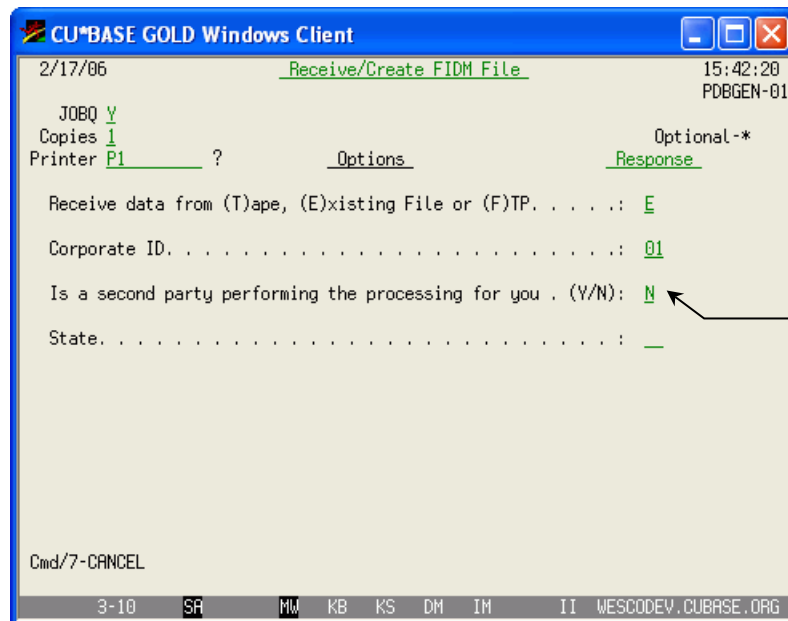 CU*BASE GOLD Windows Client
2/17/06 Receive/Create FIDM File 15:42:20
PDBGEN-01
JOBQ Y
Copies 1 Optional-*
Printer P1 ? Options Response
Receive data from (T)ape, (E)xisting File or (F)TP. . . . .: E
Corporate ID. . . . . . . . . . . . . . . . . . . . . . . .: 01
Is a second party performing the processing for you . (Y/N): N
State. . . . . . . . . . . . . . . . . . . . . . . . . . . : __
Cmd/7-CANCEL
3-10 SA MW KB KS DM IM II WESCODEV.CUBASE.ORG